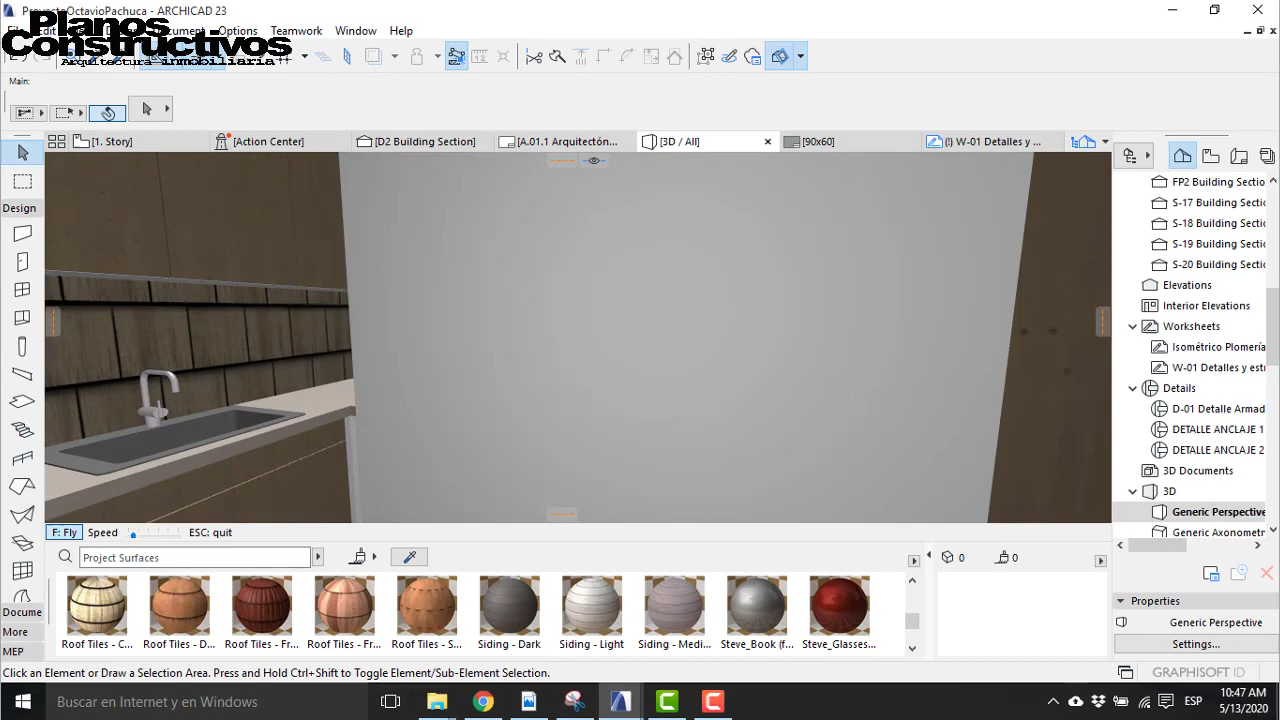 ProyectoOctavioPachuca - ARCHICAD 23
Options Teamwork Window Help
Planos
Constructivos
Arquitectura inmobiliaria
Main:
[1. Story]
[Action Center]
[D2 Building Section]
[A.01.1 Arquitectón...
[3D / All]
[90x60]
(!) W-01 Detalles y ...
Design
FP2 Building Sectio
S-17 Building Sectio
S-18 Building Sectio
S-19 Building Sectio
S-20 Building Sectio
Elevations
Interior Elevations
Worksheets
Isométrico Plomería
W-01 Detalles y estr
Details
D-01 Detalle Armad
DETALLE ANCLAJE 1
DETALLE ANCLAJE 2
3D Documents
3D
Generic Perspective
Generic Axonometr
F: Fly Speed ESC: quit
Project Surfaces
0
0
Roof Tiles - C...
Roof Tiles - D...
Roof Tiles - Fr...
Roof Tiles - Fr...
Roof Tiles - S...
Siding - Dark
Siding - Light
Siding - Medi...
Steve_Book (f...
Steve_Glasses...
Docume
More
MEP
Properties
Generic Perspective
Settings...
Click an Element or Draw a Selection Area. Press and Hold Ctrl+Shift to Toggle Element/Sub-Element Selection.
GRAPHISOFT ID
Buscar en Internet y en Windows
ESP
10:47 AM
5/13/2020